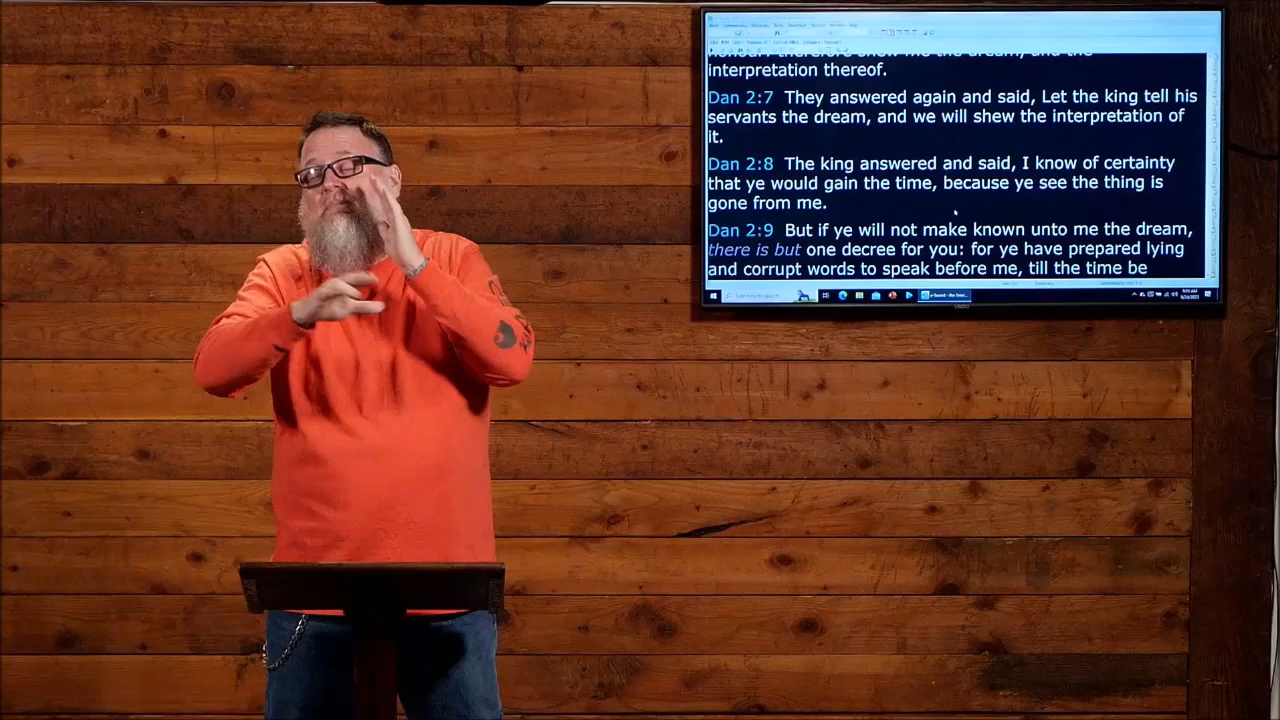 interpretation thereof.
Dan 2:7 They answered again and said, Let the king tell his
servants the dream, and we will shew the interpretation of
it.
Dan 2:8 The king answered and said, I know of certainty
that ye would gain the time, because ye see the thing is
gone from me.
Dan 2:9 But if ye will not make known unto me the dream,
there is but one decree for you: for ye have prepared lying
and corrupt words to speak before me, till the time be